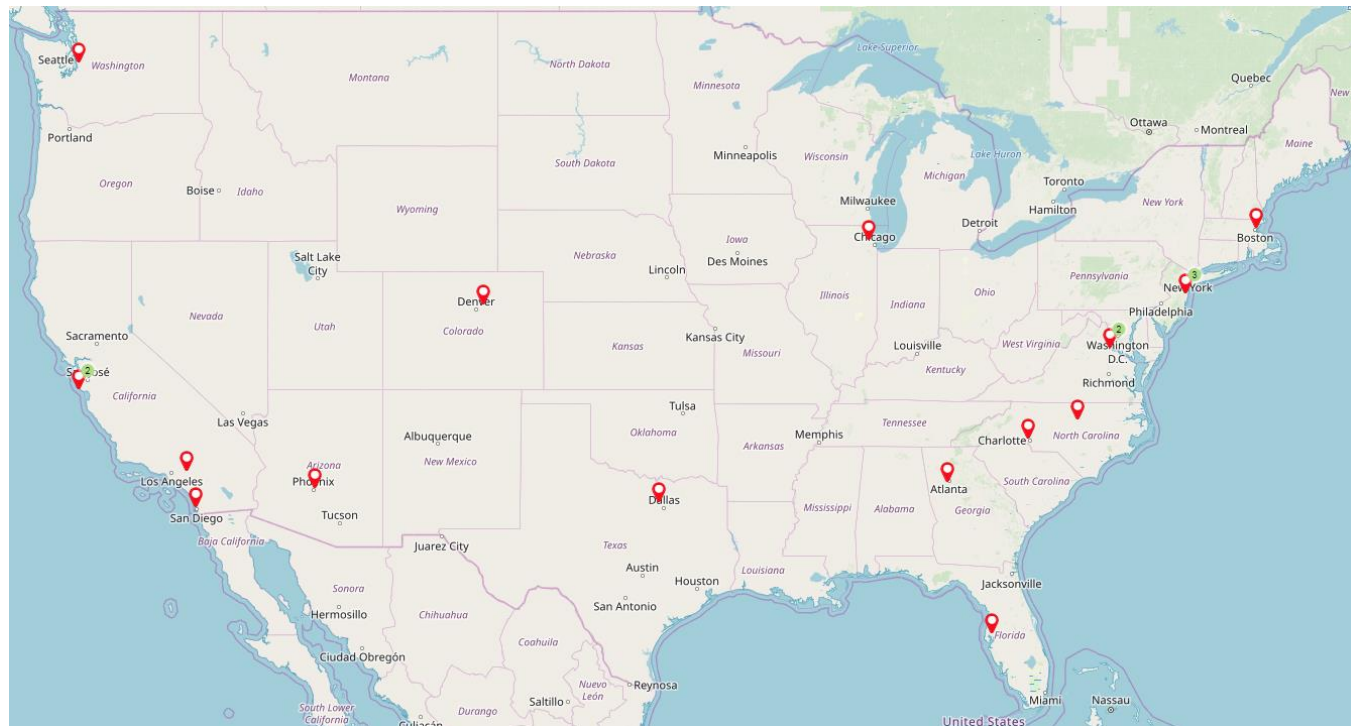 Lake-Superior
Quebec
Seattle
Washington
Montana
North Dakota
Minnesota
New
Ottawa
Montreal
Portland
Maine
Minneapolis
Wisconsin
Lake Huron
South Dakota
Michigan
Toronto
Oregon
Boise
Idaho
Milwaukee
Hamilton
New York
Wyoming
Detroit
Chicago
Boston
Iowa
Des Moines
Salt Lake
City
Nebraska
Lincoln
Pennsylvania
3
New York
Ohio
Denver
Illinois
Indiana
Philadelphia
Nevada
Utah
Colorado
2
Washington
D.C.
Sacramento
Kansas City
Kansas
Missouri
Louisville
West Virginia
Kentucky
Richmond
2
California
Las Vegas
Tulsa
Oklahoma
Albuquerque
New Mexico
Arkansas
Memphis
Tennessee
Charlotte
North Carolina
Arizona
Phoenix
Los Angeles
South Carolina
Atlanta
Dallas
Mississippi
Alabama
Georgia
San Diego
Tucson
Baja California
Juarez City
Texas
Sonora
Austin
Houston
Louisiana
Jacksonville
San Antonio
Hermosillo
Chihuahua
Florida
Coahuila
Ciudad Obregón
Nuevo
León
Reynosa
Saltillo
Durango
Miami
Nassau
South Lower
California
Culiacán
United States